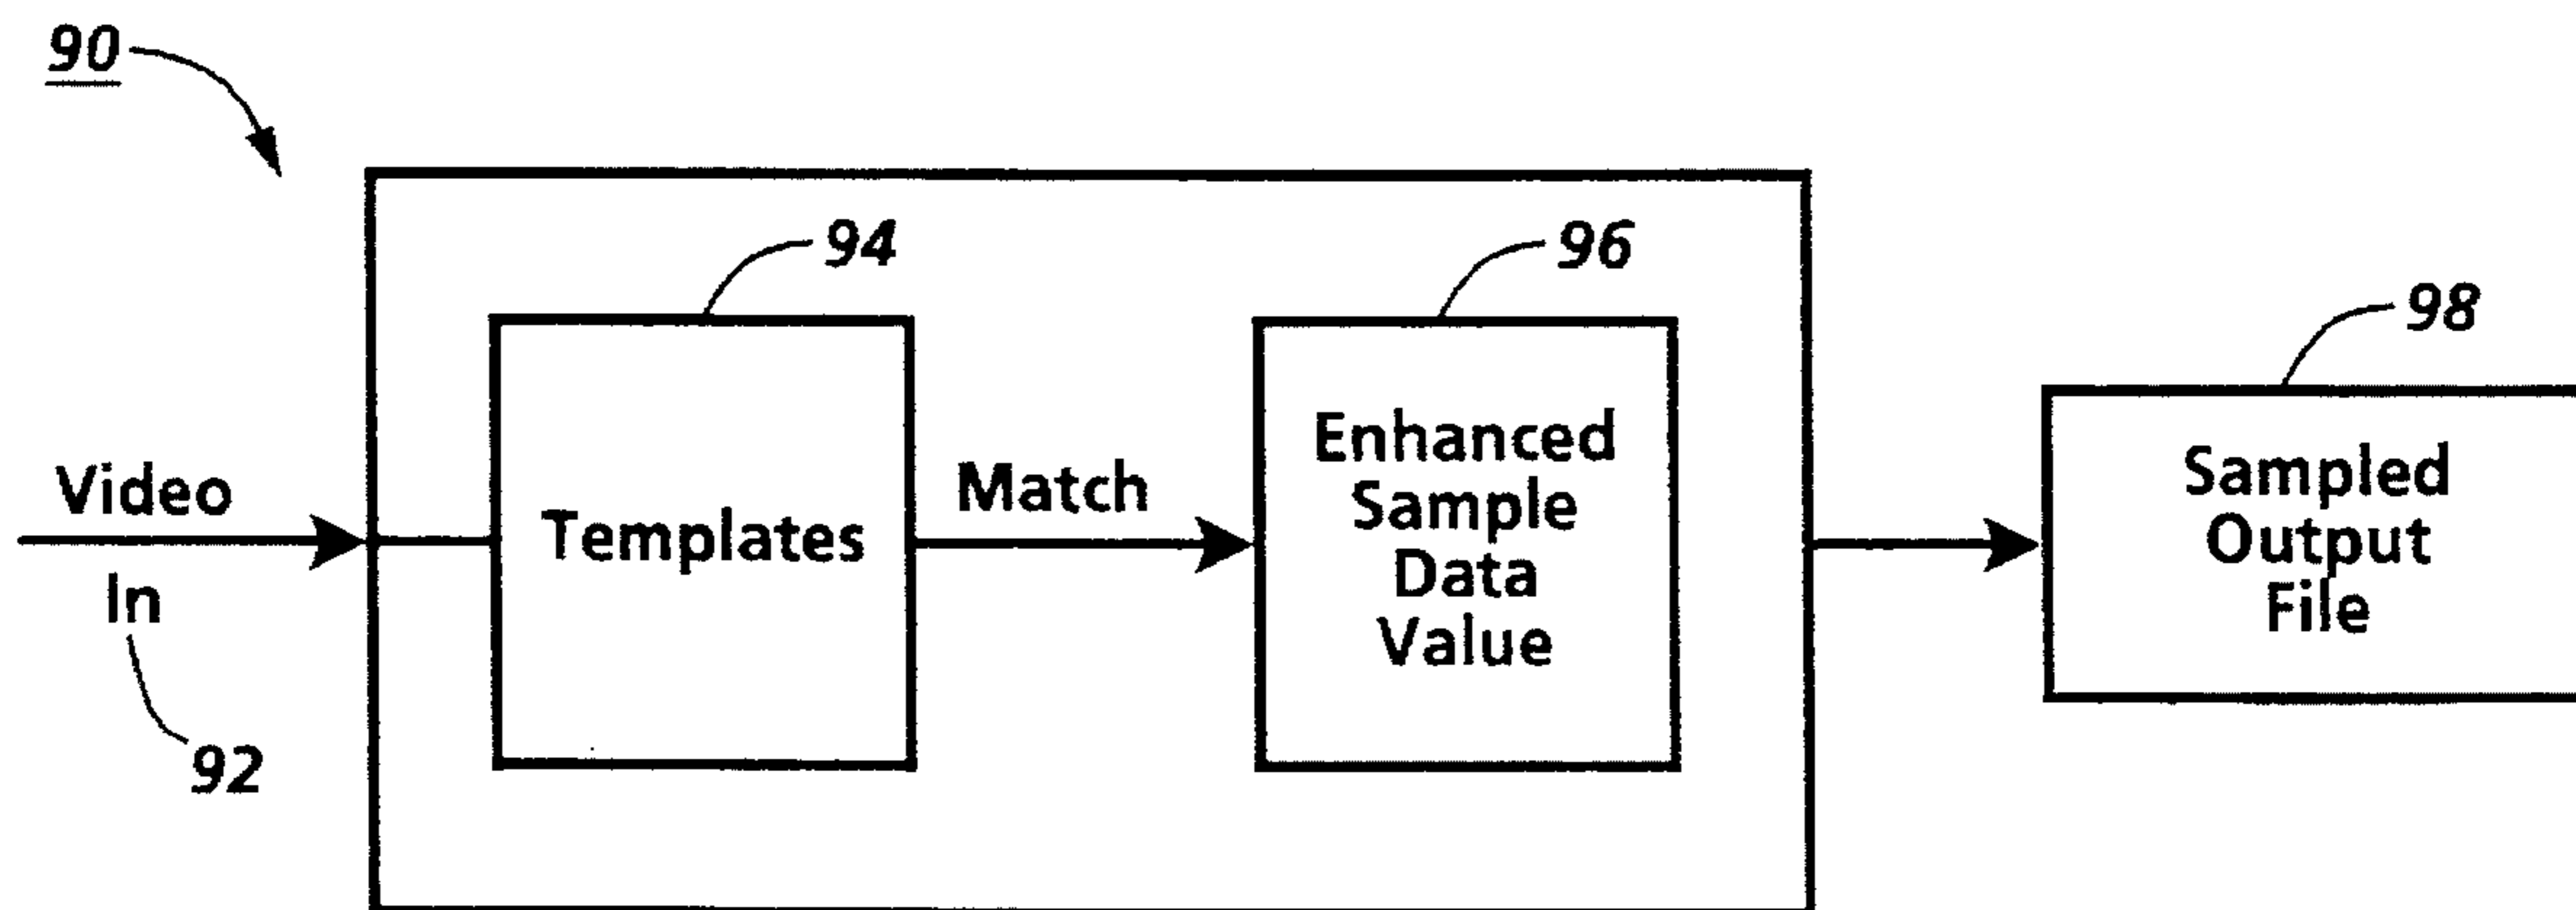 90
94
96
98
Video
In
92
Templates
Match
Enhanced
Sample
Data
Value
Sampled
Output
File